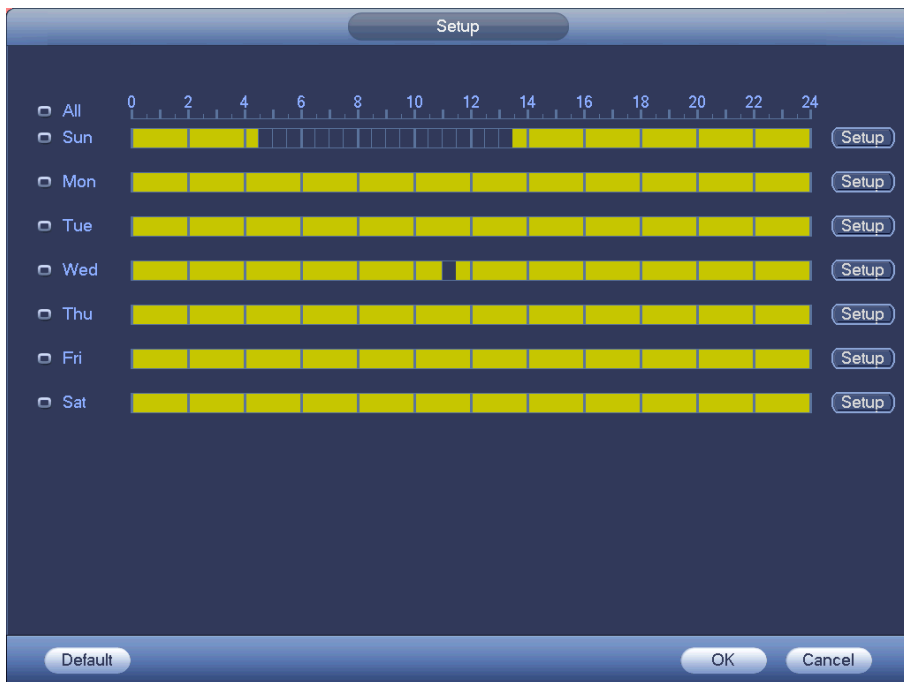 Setup
All 0 2 4 6 8 10 12 14 16 18 20 22 24
Sun Setup
Mon Setup
Tue Setup
Wed Setup
Thu Setup
Fri Setup
Sat Setup
Default OK Cancel